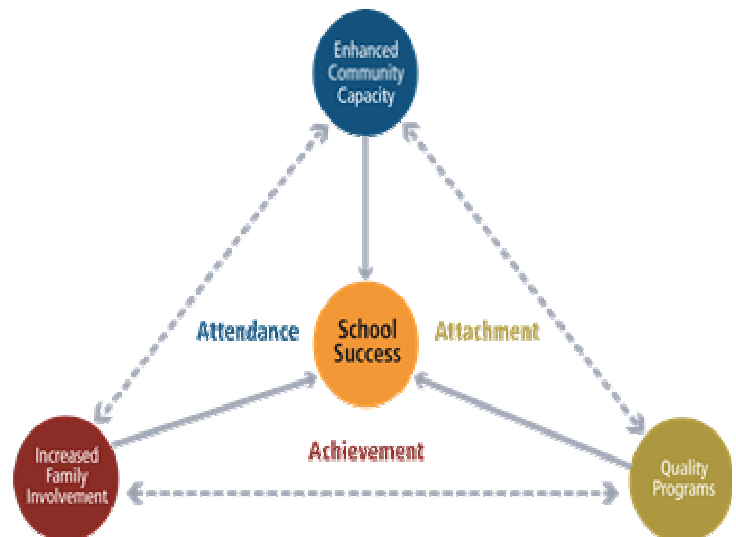 Enhanced
Community
Capacity
Attendance
School
Success
Attachment
Achievement
Increased
Family
Involvement
Quality
Programs